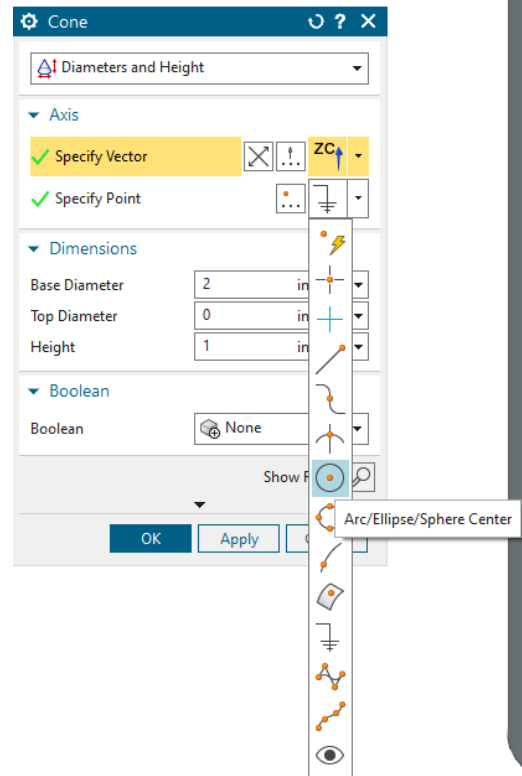 Cone
?
Diameters and Height
Axis
Specify Vector
ZC
Specify Point
Dimensions
Base Diameter 2 in
Top Diameter 0 in
Height 1 in
Boolean
Boolean None
Show
Arc/Ellipse/Sphere Center
OK Apply